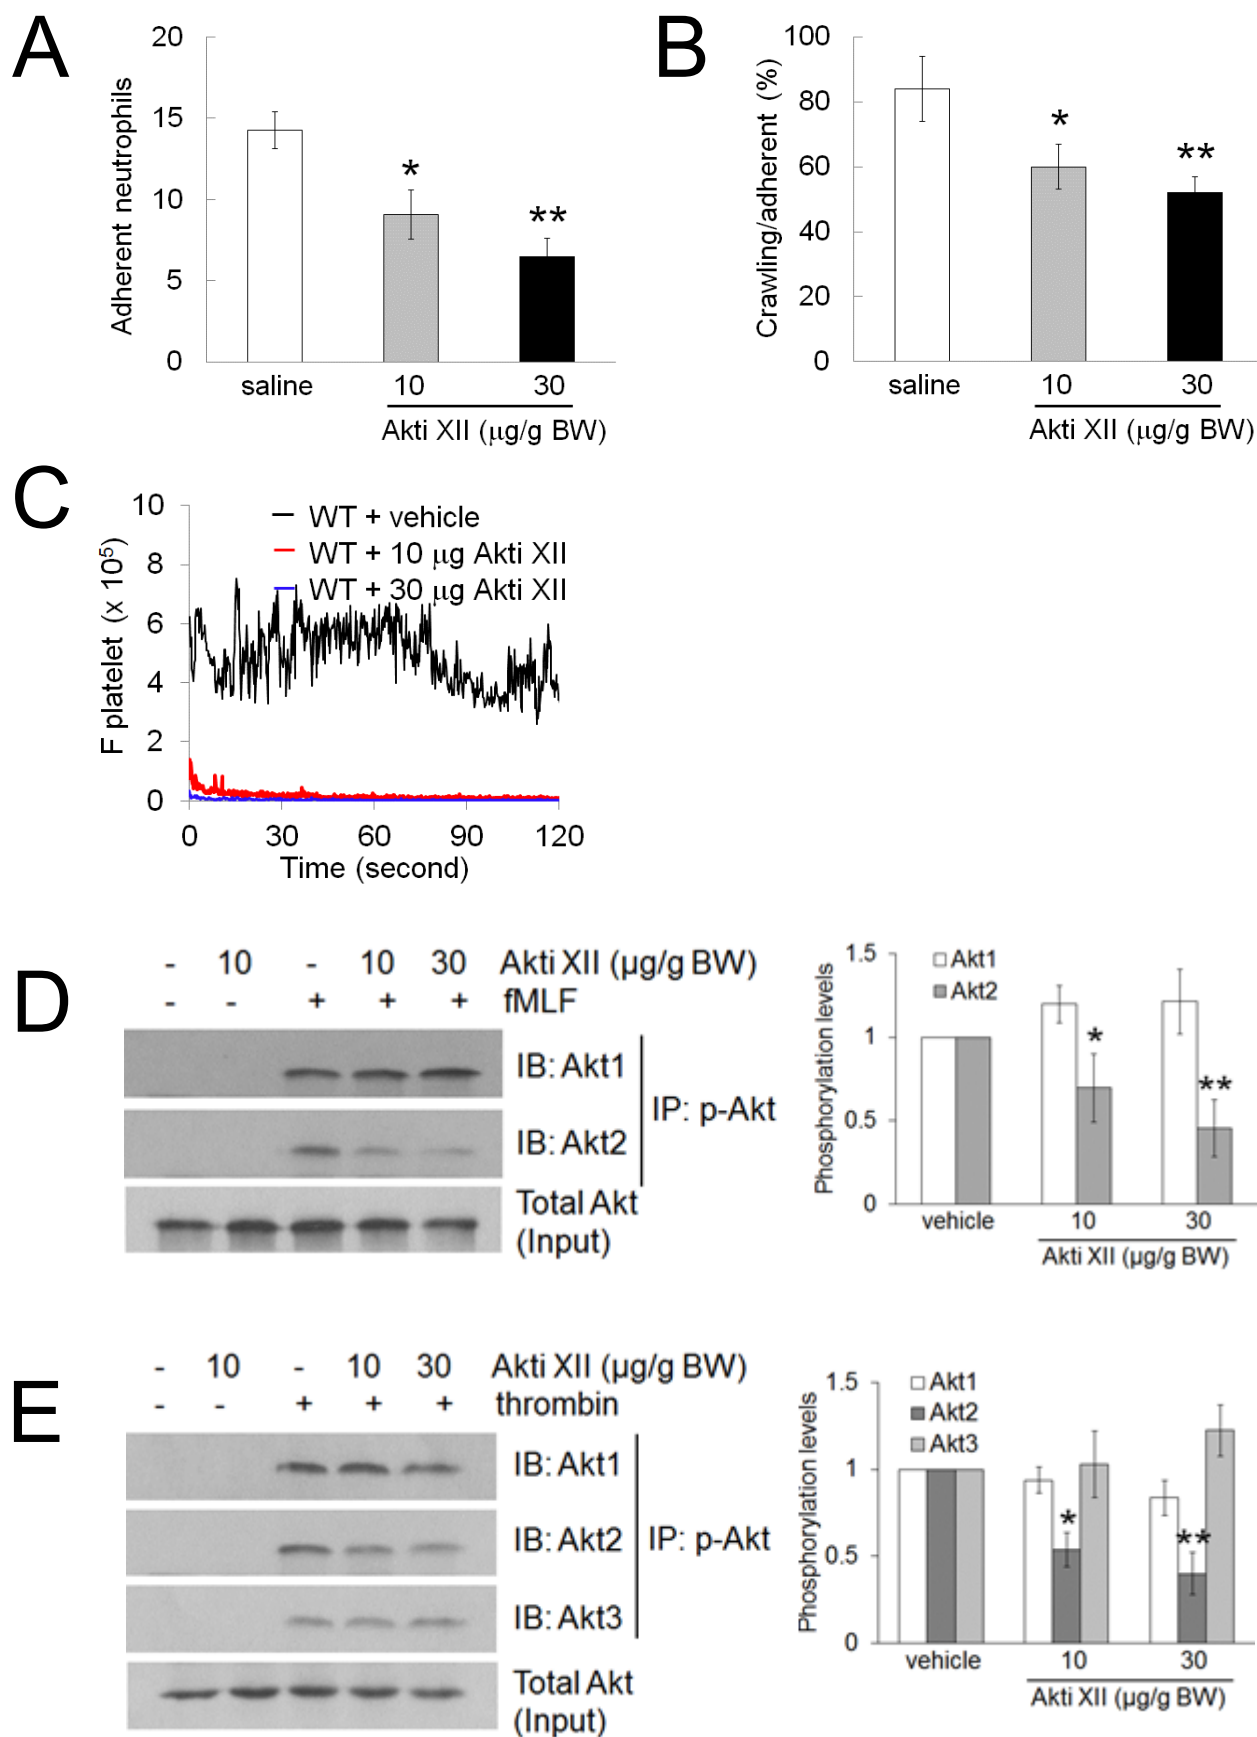 A
20
15
10
5
0
Adherent neutrophils
*
**
saline 10 30
Akti XII (μg/g BW)
B
100
80
60
40
20
0
Crawling/adherent (%)
*
**
saline 10 30
Akti XII (μg/g BW)
C
10
8
6
4
2
0
F platelet (x 10⁵)
WT + vehicle
WT + 10 μg Akti XII
WT + 30 μg Akti XII
0 30 60 90 120
Time (second)
D
- 10 - 10 30 Akti XII (μg/g BW)
- - + + + fMLF
IB: Akt1
IB: Akt2
IP: p-Akt
Total Akt
(Input)
1.5
1
0.5
0
Phosphorylation levels
Akt1
Akt2
*
**
vehicle 10 30
Akti XII (μg/g BW)
E
- 10 - 10 30 Akti XII (μg/g BW)
- - + + + thrombin
IB: Akt1
IB: Akt2
IB: Akt3
IP: p-Akt
Total Akt
(Input)
1.5
1
0.5
0
Phosphorylation levels
Akt1
Akt2
Akt3
*
**
vehicle 10 30
Akti XII (μg/g BW)